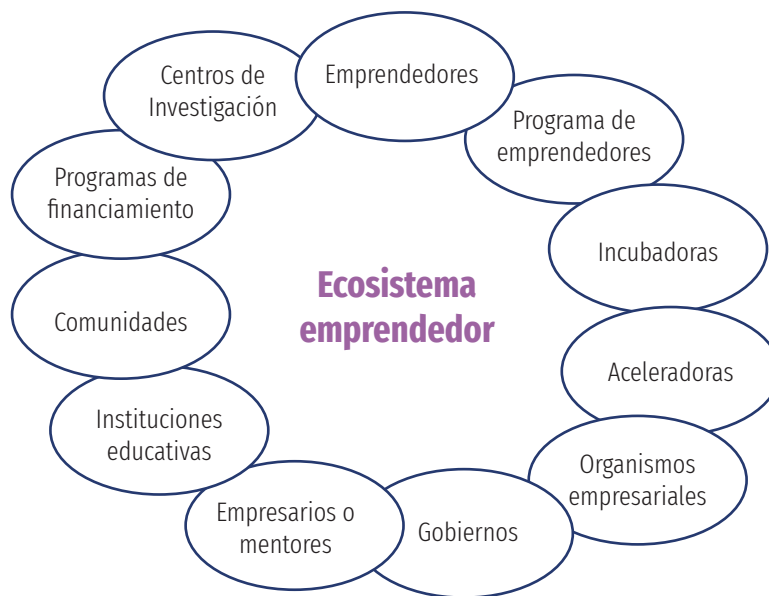 Emprendedores
Programa de
emprendedores
Incubadoras
Aceleradoras
Organismos
empresariales
Gobiernos
Empresarios o
mentores
Instituciones
educativas
Comunidades
Programas de
financiamiento
Centros de
Investigación
Ecosistema
emprendedor